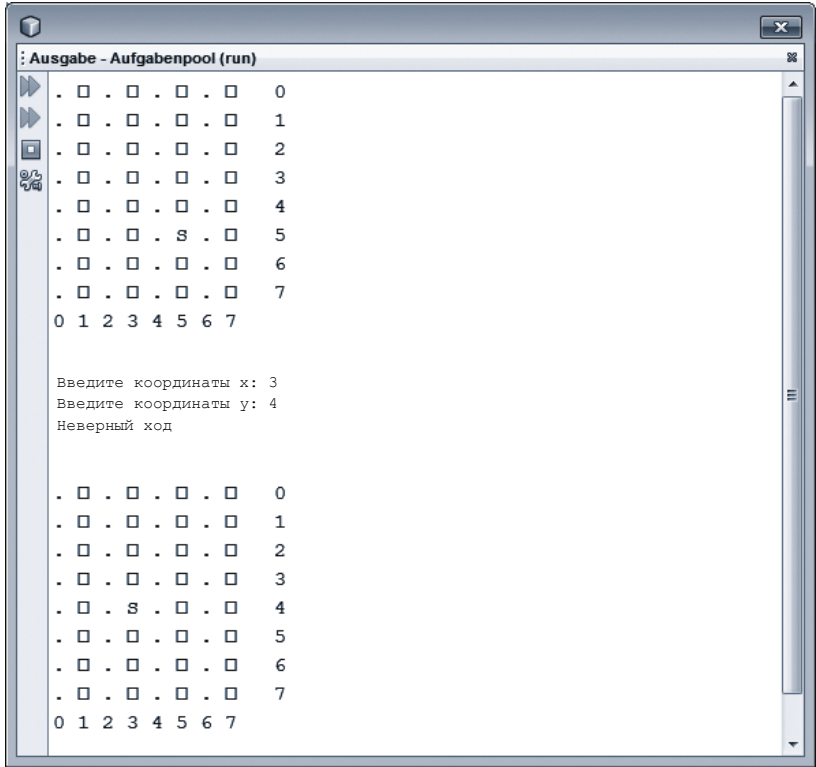 Ausgabe - Aufgabenpool (run)
. □ . □ . □ . □ 0
. □ . □ . □ . □ 1
. □ . □ . □ . □ 2
. □ . □ . □ . □ 3
. □ . □ . □ . □ 4
. □ . □ . s . □ 5
. □ . □ . □ . □ 6
. □ . □ . □ . □ 7
0 1 2 3 4 5 6 7
Введите координаты x: 3
Введите координаты y: 4
Неверный ход
. □ . □ . □ . □ 0
. □ . □ . □ . □ 1
. □ . □ . □ . □ 2
. □ . □ . □ . □ 3
. □ . s . □ . □ 4
. □ . □ . □ . □ 5
. □ . □ . □ . □ 6
. □ . □ . □ . □ 7
0 1 2 3 4 5 6 7